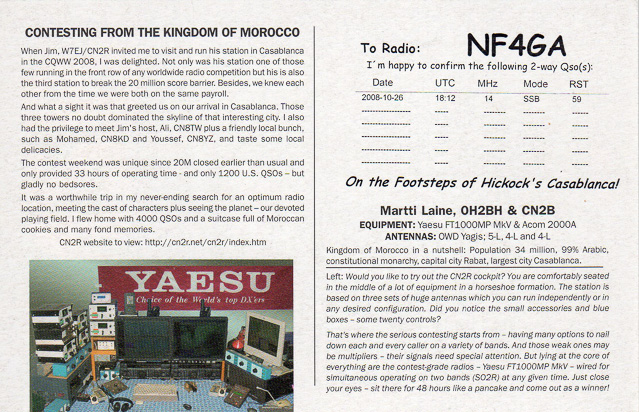 CONTESTING FROM THE KINGDOM OF MOROCCO
When Jim, W7EJ/CN2R invited me to visit and run his station in Casablanca
in the CQWW 2008, I was delighted. Not only was his station one of those
few running in the front row of any worldwide radio competition but his is also
the third station to break the 20 million score barrier. Besides, we knew each
other from the time we were both on the same payroll.
And what a sight it was that greeted us on our arrival in Casablanca. Those
three towers no doubt dominated the skyline of that interesting city. I also
had the privilege to meet Jim's host, Ali, CN8TW plus a friendly local bunch,
such as Mohamed, CN8KD and Youssef, CN8YZ, and taste some local
delicacies.
The contest weekend was unique since 20M closed earlier than usual and
only provided 33 hours of operating time - and only 1200 U.S. QSOs – but
gladly no bedsores.
It was a worthwhile trip in my never-ending search for an optimum radio
location, meeting the cast of characters plus seeing the planet – our devoted
playing field. I flew home with 4000 QSOs and a suitcase full of Moroccan
cookies and many fond memories.
CN2R website to view: http://cn2r.net/cn2r/index.htm
YAESU
Choice of the World's top DX'ers
To Radio: NF4GA
I´m happy to confirm the following 2-way Qso(s):
Date UTC MHz Mode RST
2008-10-26 18:12 14 SSB 59
On the Footsteps of Hickock's Casablanca!
Martti Laine, OH2BH & CN2B
EQUIPMENT: Yaesu FT1000MP MkV & Acom 2000A
ANTENNAS: OWD Yagis; 5-L, 4-L and 4-L
Kingdom of Morocco in a nutshell: Population 34 million, 99% Arabic,
constitutional monarchy, capital city Rabat, largest city Casablanca.
Left: Would you like to try out the CN2R cockpit? You are comfortably seated
in the middle of a lot of equipment in a horseshoe formation. The station is
based on three sets of huge antennas which you can run independently or in
any desired configuration. Did you notice the small accessories and blue
boxes – some twenty controls?
That's where the serious contesting starts from – having many options to nail
down each and every caller on a variety of bands. And those weak ones may
be multipliers – their signals need special attention. But lying at the core of
everything are the contest-grade radios – Yaesu FT1000MP MkV – wired for
simultaneous operating on two bands (SO2R) at any given time. Just close
your eyes – sit there for 48 hours like a pancake and come out as a winner!